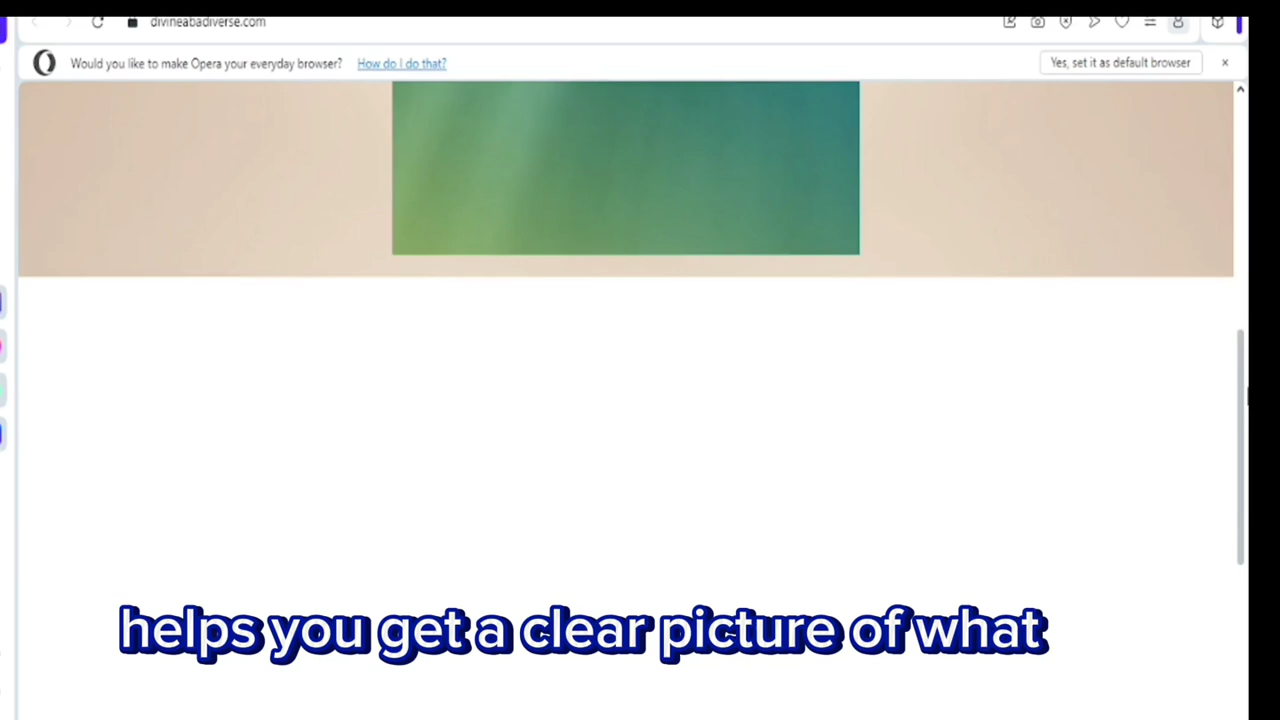 divineabadiverse.com
Would you like to make Opera your everyday browser? How do I do that? Yes, set it as default browser
helps you get a clear picture of what